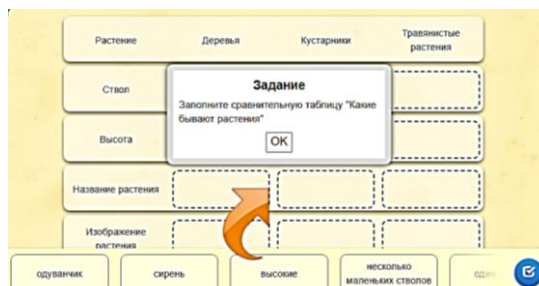 Растение Деревья Кустарники Травянистые растения
Ствол
Задание
Заполните сравнительную таблицу "Какие
бывают растения"
OK
Высота
Название растения
Изображение
растения
одуванчик сирень высокие несколько
маленьких стволов